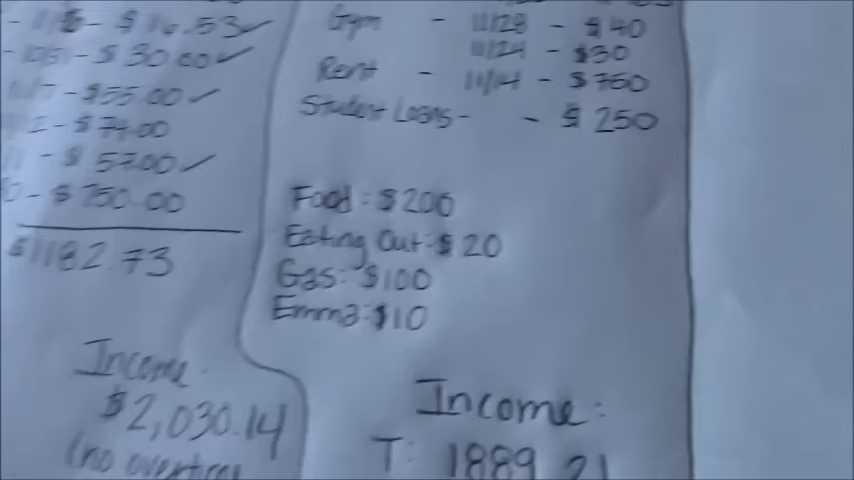 $16.53 ✓
- $30.00 ✓
- $55.00 ✓
- $74.00
- $57.00 ✓
- $750.00
$1182.73
Income
$2,030.14
(no
Gym - 11/28 - $40
11/24 - $30
Rent - 11/14 - $750
Student Loans - - $250
Food: $200
Eating Out: $20
Gas: $100
Emma: $10
Income:
T: 1889.21